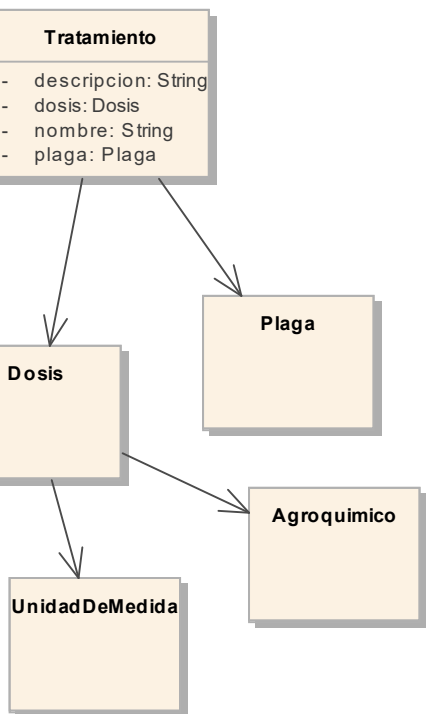 Tratamiento
- descripcion: String
- dosis: Dosis
- nombre: String
- plaga: Plaga
Plaga
Dosis
Agroquimico
UnidadDeMedida